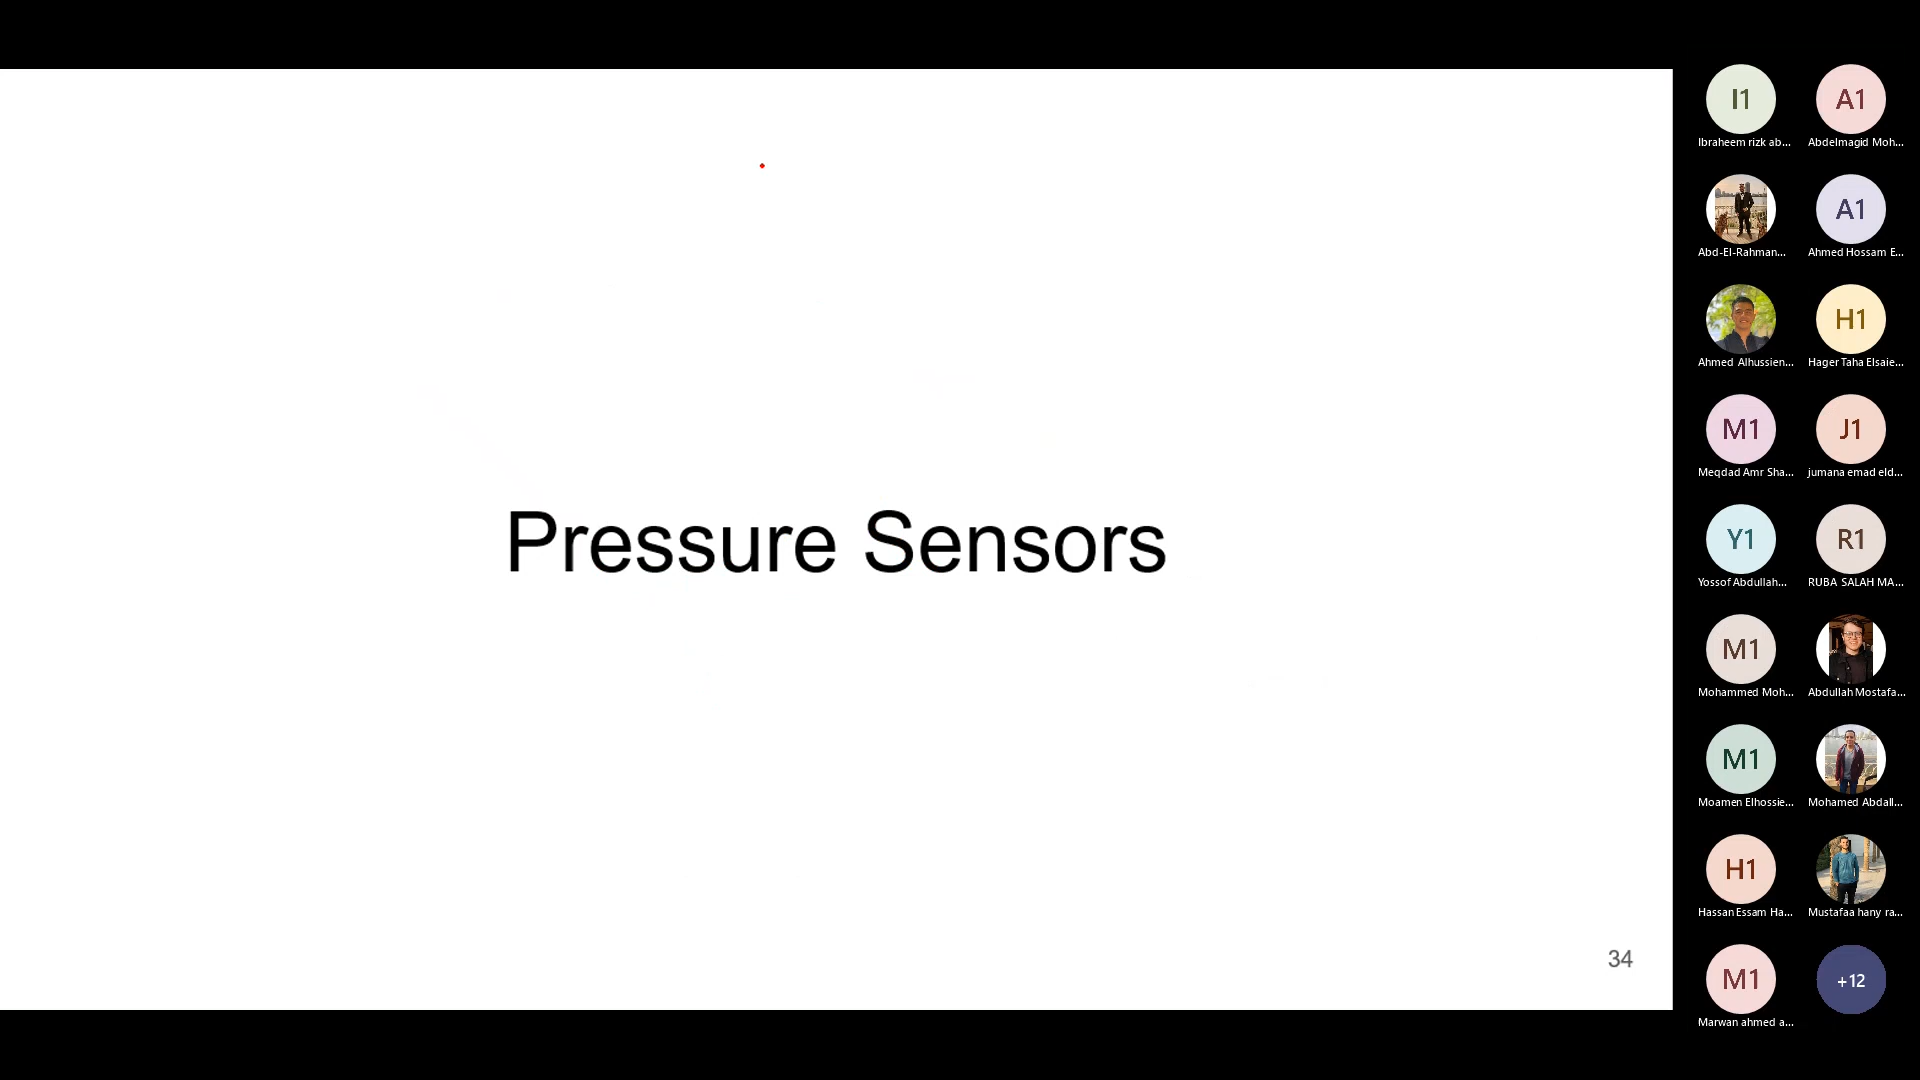 Pressure Sensors
34
I1
A1
Ibraheem rizk ab...
Abdelmagid Moh...
A1
Abd-El-Rahman...
Ahmed Hossam E...
H1
Ahmed Alhussien...
Hager Taha Elsaie...
M1
J1
Meqdad Amr Sha...
jumana emad eld...
Y1
R1
Yossof Abdullah...
RUBA SALAH MA...
M1
Mohammed Moh...
Abdullah Mostafa...
M1
Moamen Elhossie...
Mohamed Abdall...
H1
Hassan Essam Ha...
Mustafaa hany ra...
M1
+12
Marwan ahmed a...